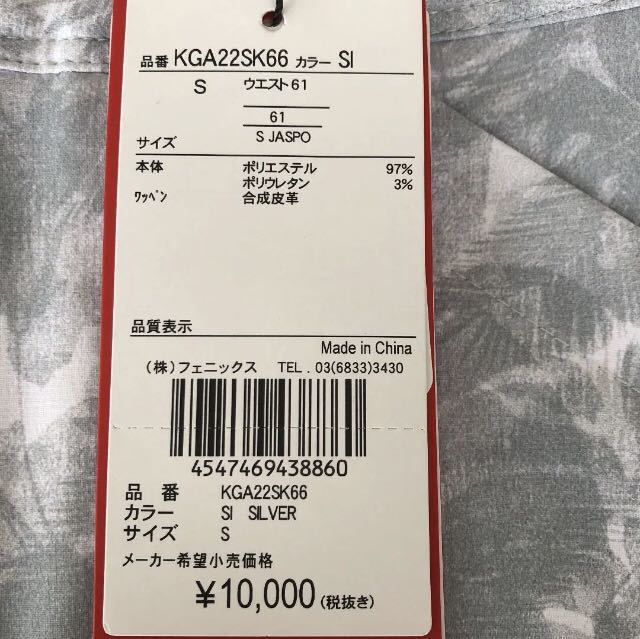 品番 KGA22SK66 カラー SI
S ウエスト61
61
サイズ S JASPO
本体 ポリエステル 97%
ポリウレタン 3%
ﾜｯﾍﾟﾝ 合成皮革
品質表示
Made in China
(株)フェニックス TEL.03(6833)3430
4547469438860
品番 KGA22SK66
カラー SI SILVER
サイズ S
メーカー希望小売価格
¥10,000(税抜き)